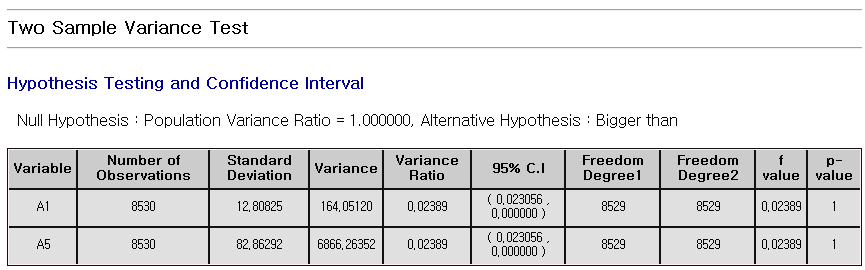 Two Sample Variance Test
Hypothesis Testing and Confidence Interval
Null Hypothesis : Population Variance Ratio = 1.000000, Alternative Hypothesis : Bigger than
Variable Number of Observations Standard Deviation Variance Variance Ratio 95% C.I Freedom Degree1 Freedom Degree2 f value p-value
A1 8530 12,80825 164,05120 0,02389 ( 0,023056 , 0,000000 ) 8529 8529 0,02389 1
A5 8530 82,86292 6866,26352 0,02389 ( 0,023056 , 0,000000 ) 8529 8529 0,02389 1